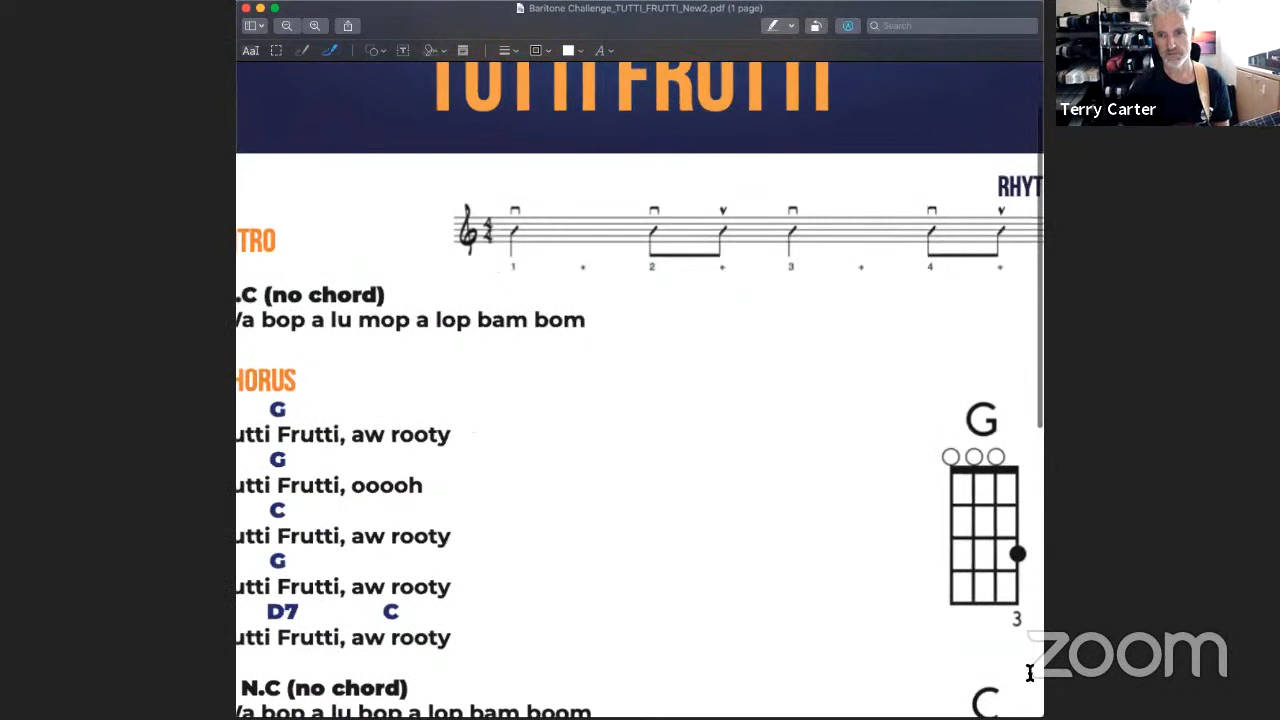 Baritone Challenge_TUTTI_FRUTTI_New2.pdf (1 page)
Search
Terry Carter
TUTTI FRUTTI
RHYT
TRO
1 + 2 + 3 + 4 +
.C (no chord)
/a bop a lu mop a lop bam bom
HORUS
G
utti Frutti, aw rooty
G
utti Frutti, ooooh
C
utti Frutti, aw rooty
G
utti Frutti, aw rooty
D7 C
utti Frutti, aw rooty
N.C (no chord)
/a bop a lu bop a lop bam boom
G
3
C
zoom